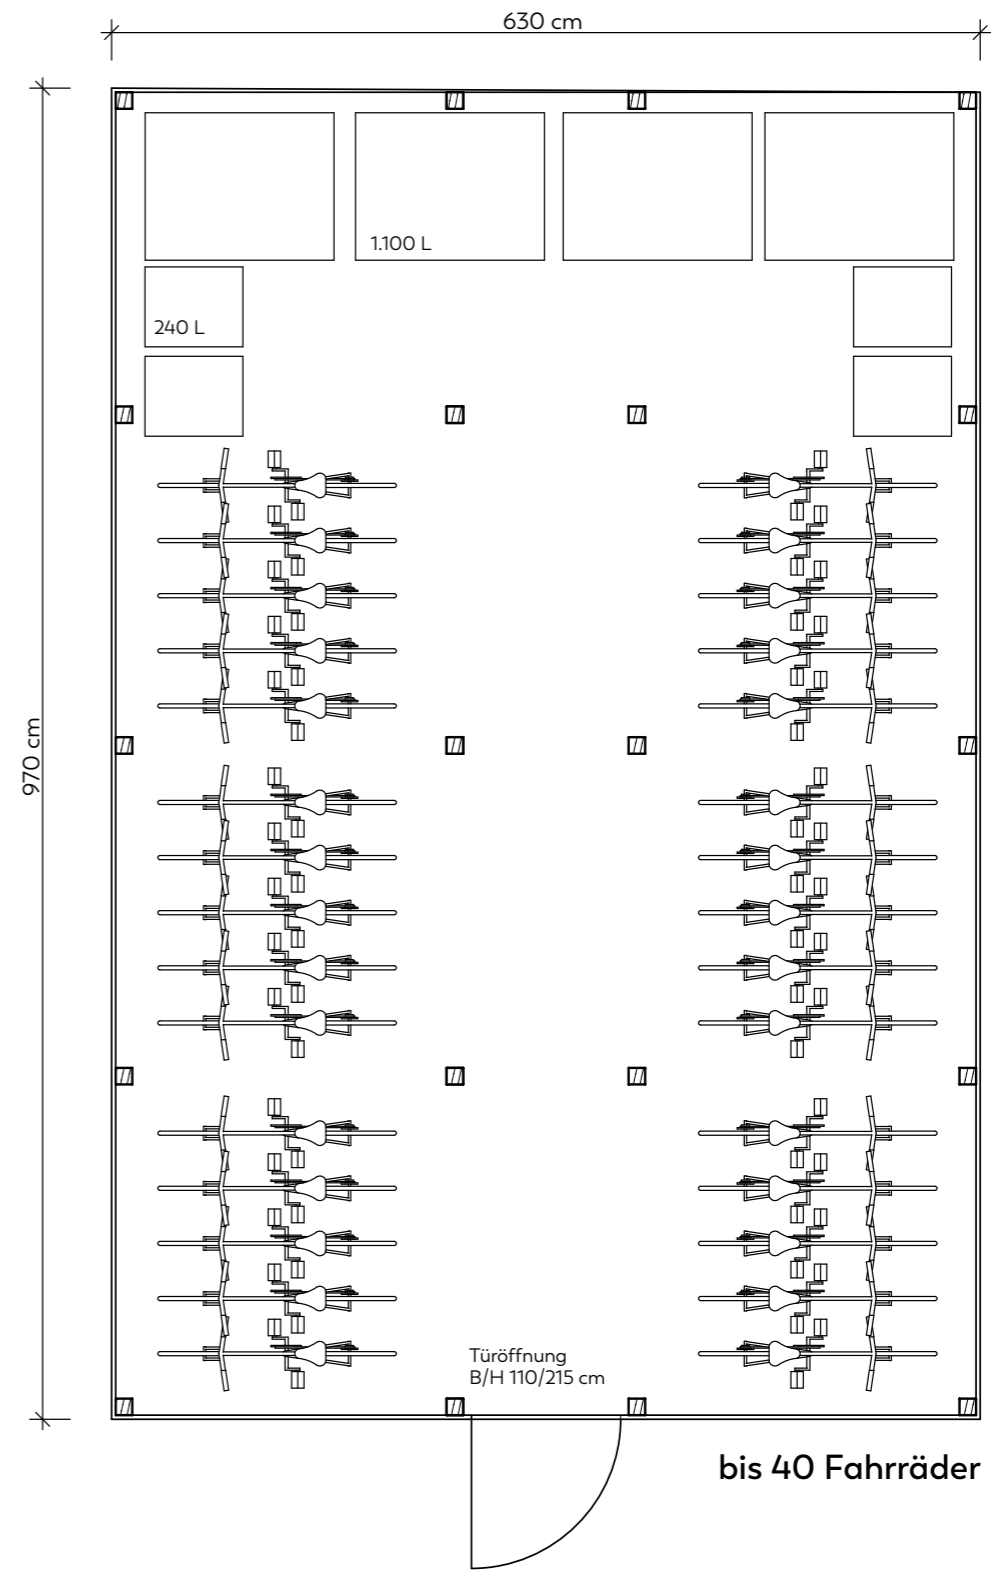 630 cm
1.100 L
240 L
970 cm
Türöffnung
B/H 110/215 cm
bis 40 Fahrräder